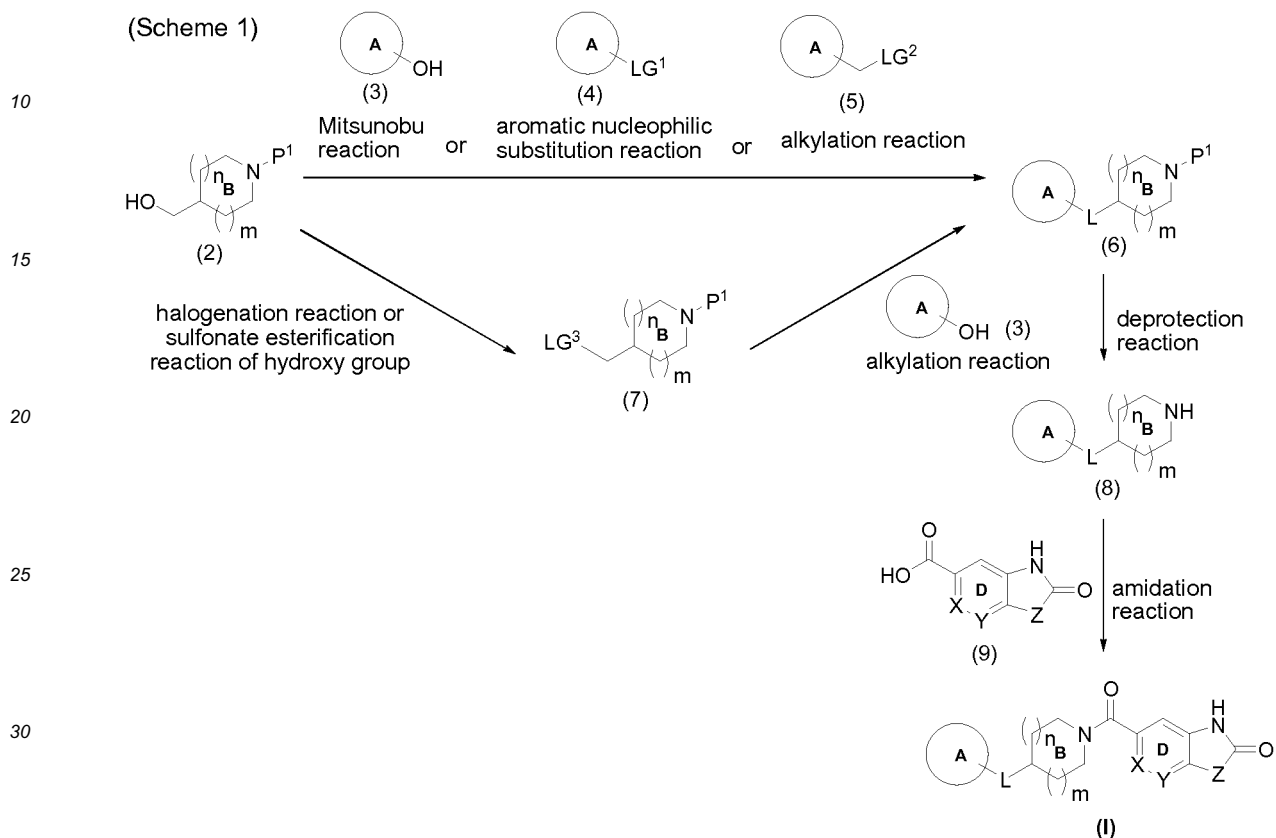 (Scheme 1)
A
OH
(3)
A
LG¹
(4)
A
LG²
(5)
10
Mitsunobu
reaction
or
aromatic nucleophilic
substitution reaction
or
alkylation reaction
HO
( )n
B
N
P¹
( )m
(2)
A
L
( )n
B
N
P¹
( )m
(6)
15
halogenation reaction or
sulfonate esterification
reaction of hydroxy group
LG³
( )n
B
N
P¹
( )m
(7)
A
OH
(3)
alkylation reaction
deprotection
reaction
20
A
L
( )n
B
NH
( )m
(8)
25
O
HO
D
X
Y
H
N
O
Z
(9)
amidation
reaction
30
A
L
( )n
B
N
( )m
O
D
X
Y
H
N
O
Z
(I)